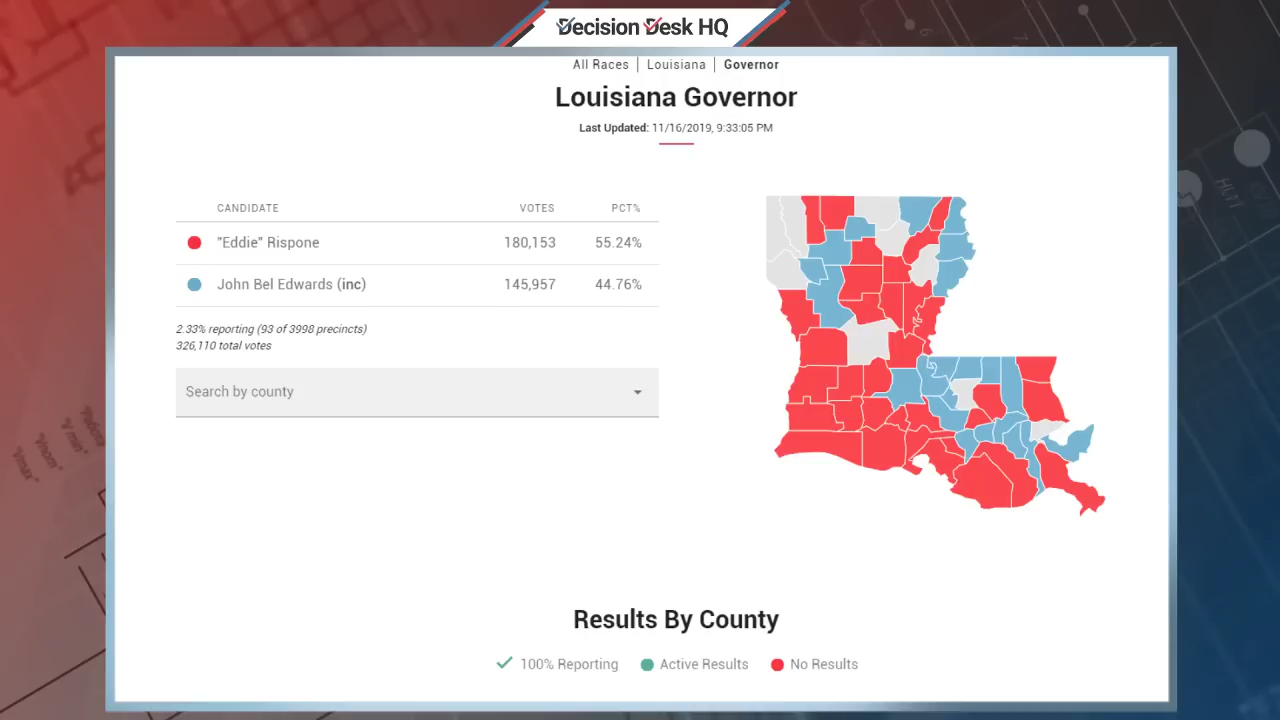 Decision Desk HQ
All Races | Louisiana | Governor
Louisiana Governor
Last Updated: 11/16/2019, 9:33:05 PM
CANDIDATE VOTES PCT%
"Eddie" Rispone 180,153 55.24%
John Bel Edwards (inc) 145,957 44.76%
2.33% reporting (93 of 3998 precincts)
326,110 total votes
Search by county
"Vmax"
"Vnom"
"V min"
Results By County
100% Reporting Active Results No Results